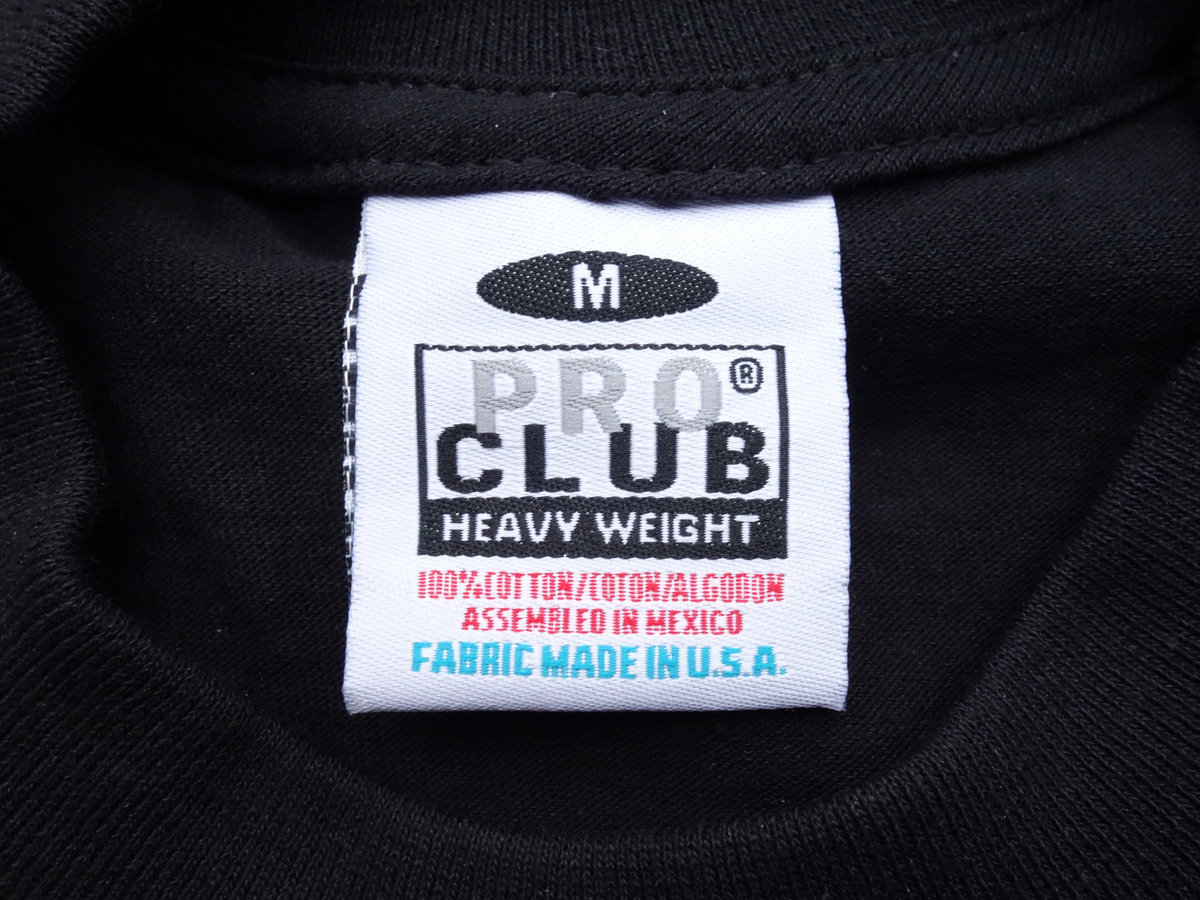 M
PRO®
CLUB
HEAVY WEIGHT
100%COTTON/COTON/ALGODON
ASSEMBLED IN MEXICO
FABRIC MADE IN U.S.A.